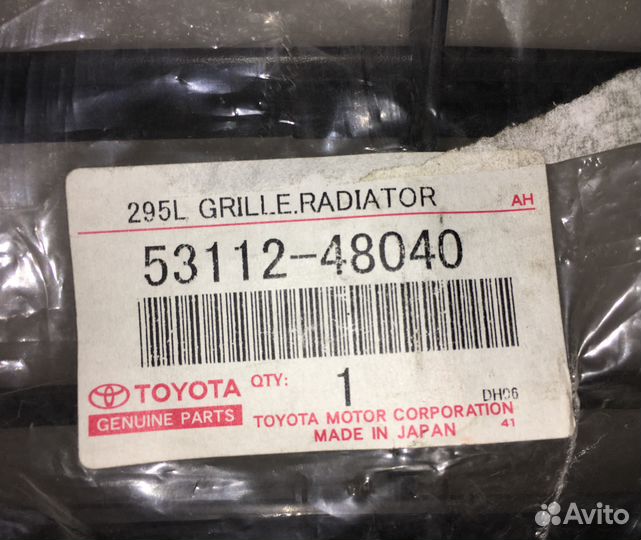 295L GRILLE,RADIATOR
AH
53112-48040
TOYOTA QTY: 1
DH06
GENUINE PARTS
TOYOTA MOTOR CORPORATION
MADE IN JAPAN
41
Avito